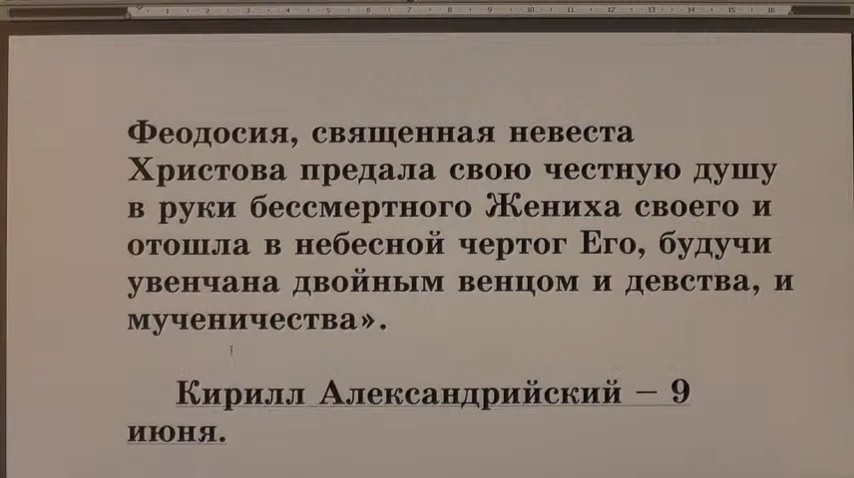 Феодосия, священная невеста
Христова предала свою честную душу
в руки бессмертного Жениха своего и
отошла в небесной чертог Его, будучи
увенчана двойным венцом и девства, и
мученичества».
Кирилл Александрийский – 9
июня.